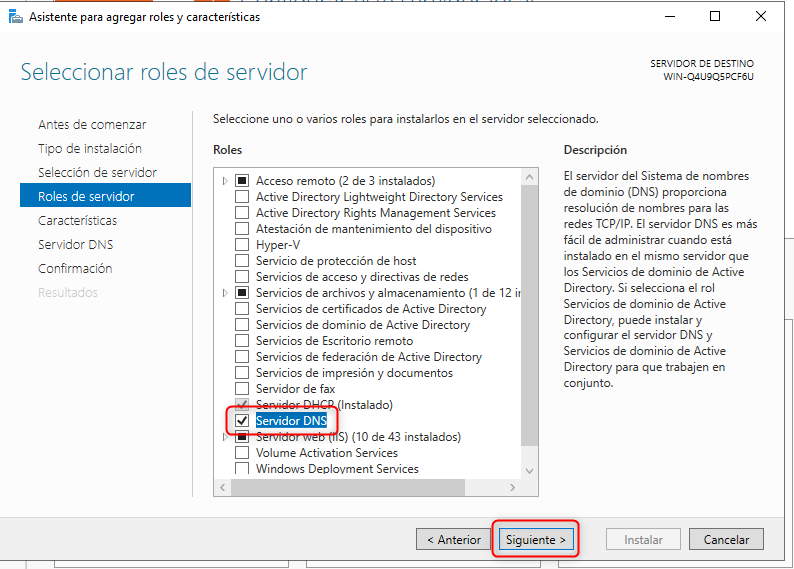 Asistente para agregar roles y características
Seleccionar roles de servidor
SERVIDOR DE DESTINO
WIN-Q4U9Q5PCF6U
Antes de comenzar
Tipo de instalación
Selección de servidor
Roles de servidor
Características
Servidor DNS
Confirmación
Resultados
Seleccione uno o varios roles para instalarlos en el servidor seleccionado.
Roles
Acceso remoto (2 de 3 instalados)
Active Directory Lightweight Directory Services
Active Directory Rights Management Services
Atestación de mantenimiento del dispositivo
Hyper-V
Servicio de protección de host
Servicios de acceso y directivas de redes
Servicios de archivos y almacenamiento (1 de 12 in
Servicios de certificados de Active Directory
Servicios de dominio de Active Directory
Servicios de Escritorio remoto
Servicios de federación de Active Directory
Servicios de impresión y documentos
Servidor de fax
Servidor DHCP (Instalado)
Servidor DNS
Servidor web (IIS) (10 de 43 instalados)
Volume Activation Services
Windows Deployment Services
Descripción
El servidor del Sistema de nombres
de dominio (DNS) proporciona
resolución de nombres para las
redes TCP/IP. El servidor DNS es más
fácil de administrar cuando está
instalado en el mismo servidor que
los Servicios de dominio de Active
Directory. Si selecciona el rol
Servicios de dominio de Active
Directory, puede instalar y
configurar el servidor DNS y
Servicios de dominio de Active
Directory para que trabajen en
conjunto.
< Anterior
Siguiente >
Instalar
Cancelar